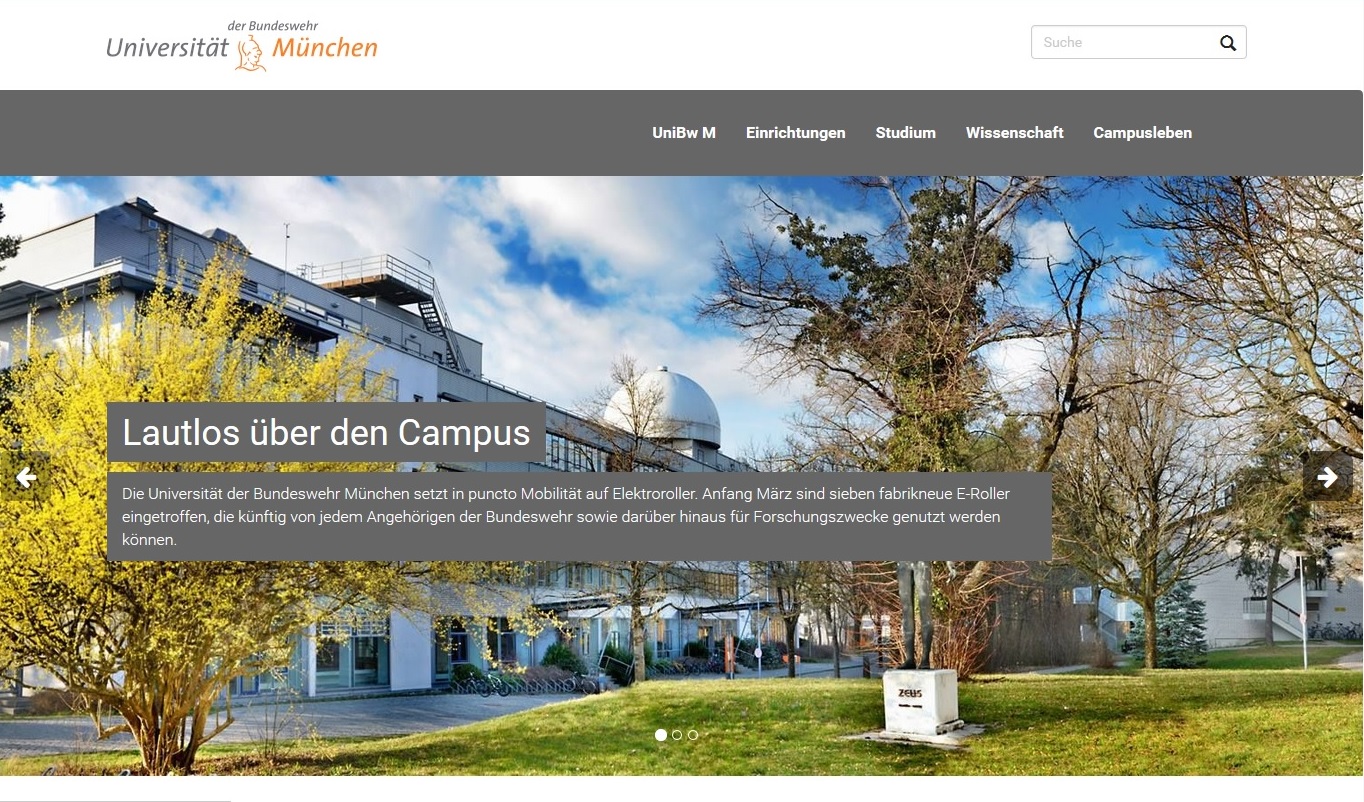 der Bundeswehr
Universität München
Suche
UniBw M Einrichtungen Studium Wissenschaft Campusleben
Lautlos über den Campus
Die Universität der Bundeswehr München setzt in puncto Mobilität auf Elektroroller. Anfang März sind sieben fabrikneue E-Roller
eingetroffen, die künftig von jedem Angehörigen der Bundeswehr sowie darüber hinaus für Forschungszwecke genutzt werden
können.
ZEUS